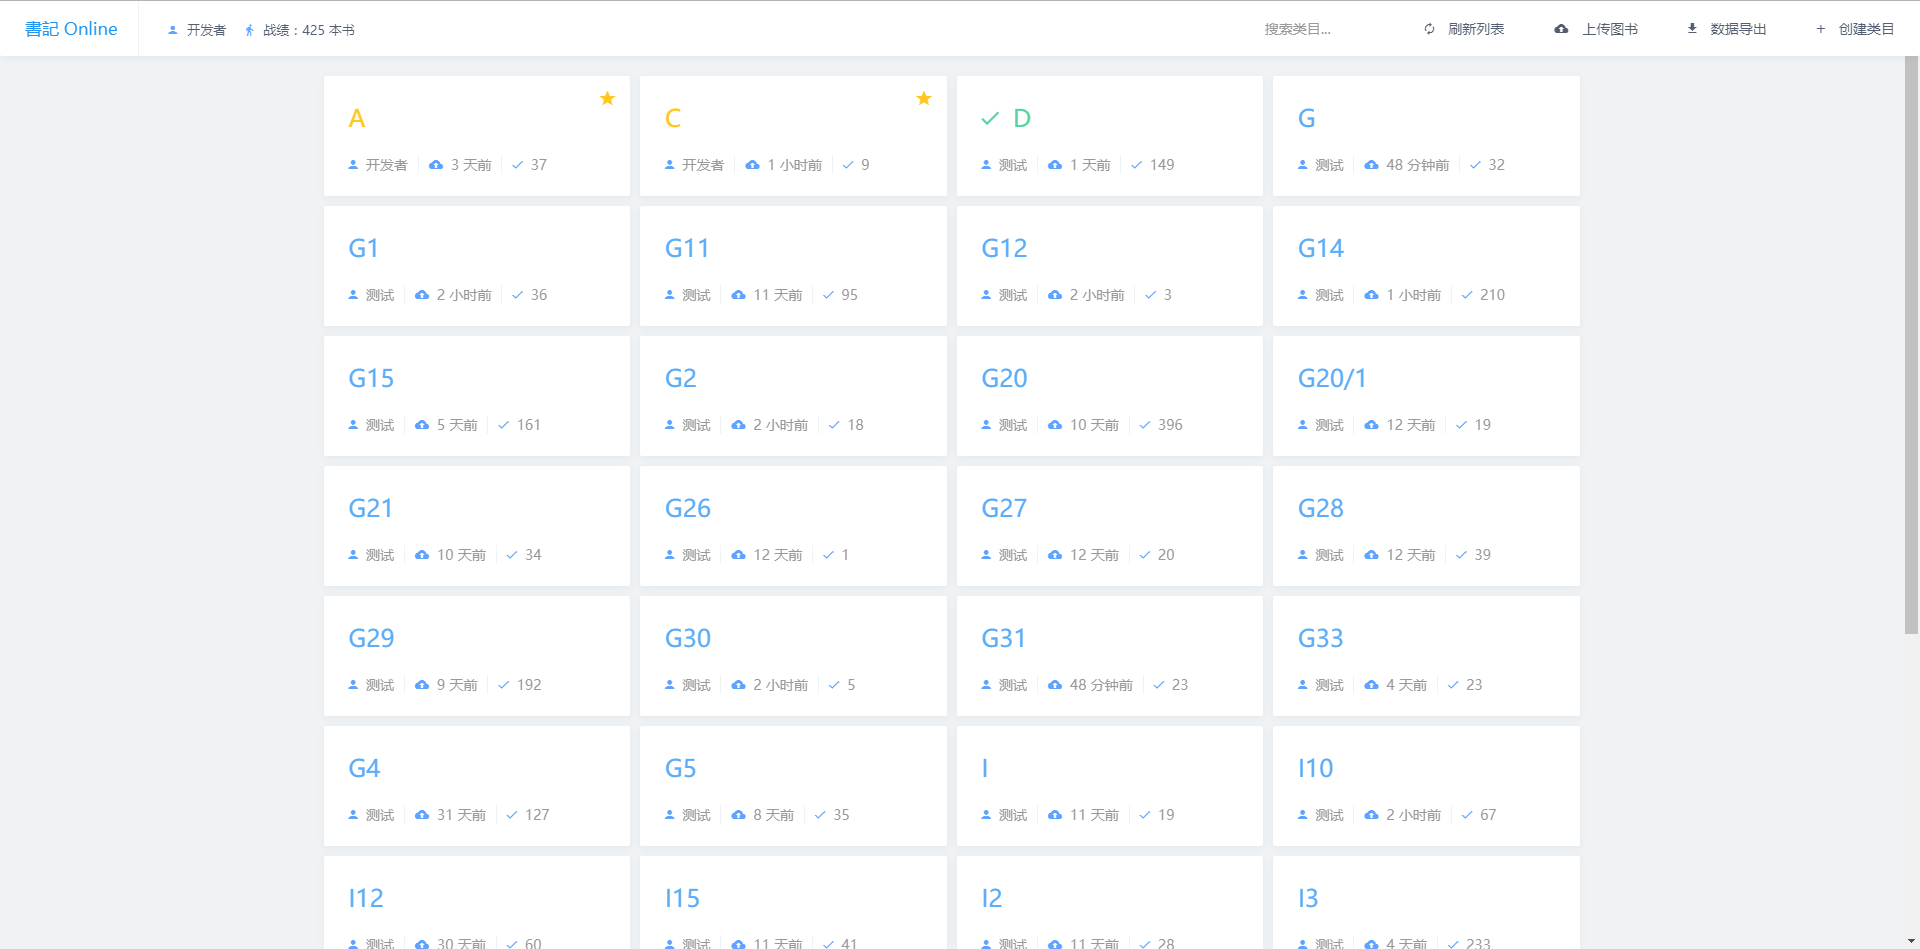 書記 Online 开发者 战绩：425 本书 搜索类目... 刷新列表 上传图书 数据导出 创建类目
A
开发者 3 天前 37
C
开发者 1 小时前 9
D
测试 1 天前 149
G
测试 48 分钟前 32
G1
测试 2 小时前 36
G11
测试 11 天前 95
G12
测试 2 小时前 3
G14
测试 1 小时前 210
G15
测试 5 天前 161
G2
测试 2 小时前 18
G20
测试 10 天前 396
G20/1
测试 12 天前 19
G21
测试 10 天前 34
G26
测试 12 天前 1
G27
测试 12 天前 20
G28
测试 12 天前 39
G29
测试 9 天前 192
G30
测试 2 小时前 5
G31
测试 48 分钟前 23
G33
测试 4 天前 23
G4
测试 31 天前 127
G5
测试 8 天前 35
I
测试 11 天前 19
I10
测试 2 小时前 67
I12
测试 30 天前 60
I15
测试 11 天前 41
I2
测试 11 天前 28
I3
测试 4 天前 233